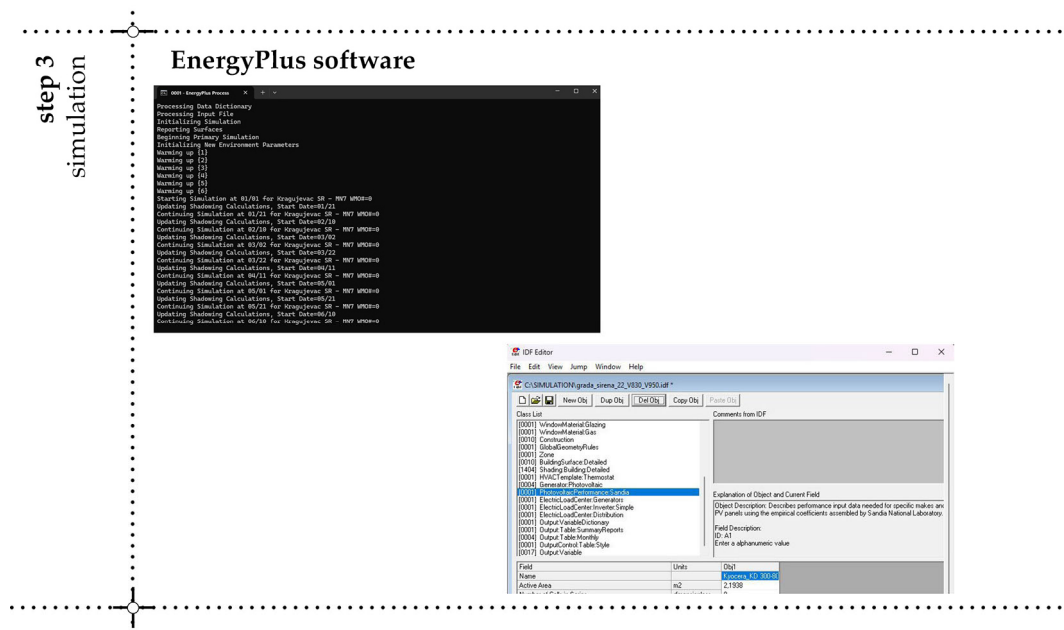 step 3
simulation
EnergyPlus software
0001 - EnergyPlus Process
Processing Data Dictionary
Processing Input File
Initializing Simulation
Reporting Surfaces
Beginning Primary Simulation
Initializing New Environment Parameters
Warming up {1}
Warming up {2}
Warming up {3}
Warming up {4}
Warming up {5}
Warming up {6}
Starting Simulation at 01/01 for Kragujevac SR - MN7 WMO#=0
Updating Shadowing Calculations, Start Date=01/21
Continuing Simulation at 01/21 for Kragujevac SR - MN7 WMO#=0
Updating Shadowing Calculations, Start Date=02/10
Continuing Simulation at 02/10 for Kragujevac SR - MN7 WMO#=0
Updating Shadowing Calculations, Start Date=03/02
Continuing Simulation at 03/02 for Kragujevac SR - MN7 WMO#=0
Updating Shadowing Calculations, Start Date=03/22
Continuing Simulation at 03/22 for Kragujevac SR - MN7 WMO#=0
Updating Shadowing Calculations, Start Date=04/11
Continuing Simulation at 04/11 for Kragujevac SR - MN7 WMO#=0
Updating Shadowing Calculations, Start Date=05/01
Continuing Simulation at 05/01 for Kragujevac SR - MN7 WMO#=0
Updating Shadowing Calculations, Start Date=05/21
Continuing Simulation at 05/21 for Kragujevac SR - MN7 WMO#=0
Updating Shadowing Calculations, Start Date=06/10
Continuing Simulation at 06/10 for Kragujevac SR - MN7 WMO#=0
IDF Editor
File Edit View Jump Window Help
C:\SIMULATION\grada_sirena_22_V830_V950.idf *
New Obj Dup Obj Del Obj Copy Obj Paste Obj
Class List
Comments from IDF
[0001] WindowMaterial:Glazing
[0001] WindowMaterial:Gas
[0010] Construction
[0001] GlobalGeometryRules
[0001] Zone
[0010] BuildingSurface:Detailed
[1404] Shading:Building:Detailed
[0001] HVACTemplate:Thermostat
[0004] Generator:Photovoltaic
[0001] PhotovoltaicPerformance:Sandia
[0001] ElectricLoadCenter:Generators
[0001] ElectricLoadCenter:Inverter:Simple
[0001] ElectricLoadCenter:Distribution
[0001] Output:VariableDictionary
[0001] Output:Table:SummaryReports
[0004] Output:Table:Monthly
[0001] OutputControl:Table:Style
[0017] Output:Variable
Explanation of Object and Current Field
Object Description: Describes performance input data needed for specific makes and
PV panels using the empirical coefficients assembled by Sandia National Laboratory.
Field Description:
ID: A1
Enter a alphanumeric value
Field Units Obj1
Name Kyocera_KD 300-80
Active Area m2 2,1938